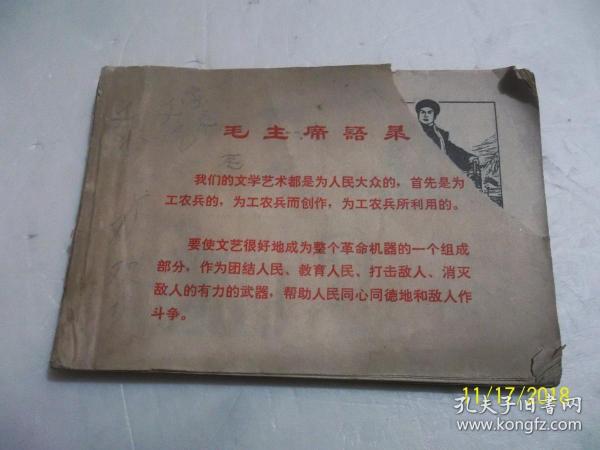 毛主席語录
我们的文学艺术都是为人民大众的，首先是为
工农兵的，为工农兵而创作，为工农兵所利用的。
要使文艺很好地成为整个革命机器的一个组成
部分，作为团结人民、教育人民、打击敌人、消灭
敌人的有力的武器，帮助人民同心同德地和敌人作
斗争。
11/17/2018
孔夫子旧书网
www.kongfz.com